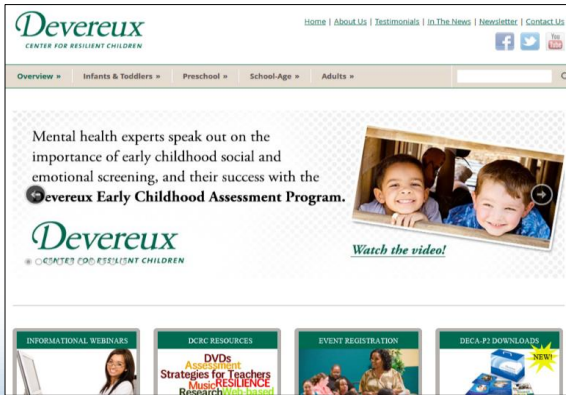 Devereux
CENTER FOR RESILIENT CHILDREN
Home | About Us | Testimonials | In The News | Newsletter | Contact Us
You
Tube
Overview » Infants & Toddlers » Preschool » School-Age » Adults »
Mental health experts speak out on the
importance of early childhood social and
emotional screening, and their success with the
Devereux Early Childhood Assessment Program.
Devereux
CENTER FOR RESILIENT CHILDREN
Watch the video!
INFORMATIONAL WEBINARS
DCRC RESOURCES
DVDs
Assessment
Strategies for Teachers
Music RESILIENCE
Research Web-based
EVENT REGISTRATION
DECA-P2 DOWNLOADS
NEW!